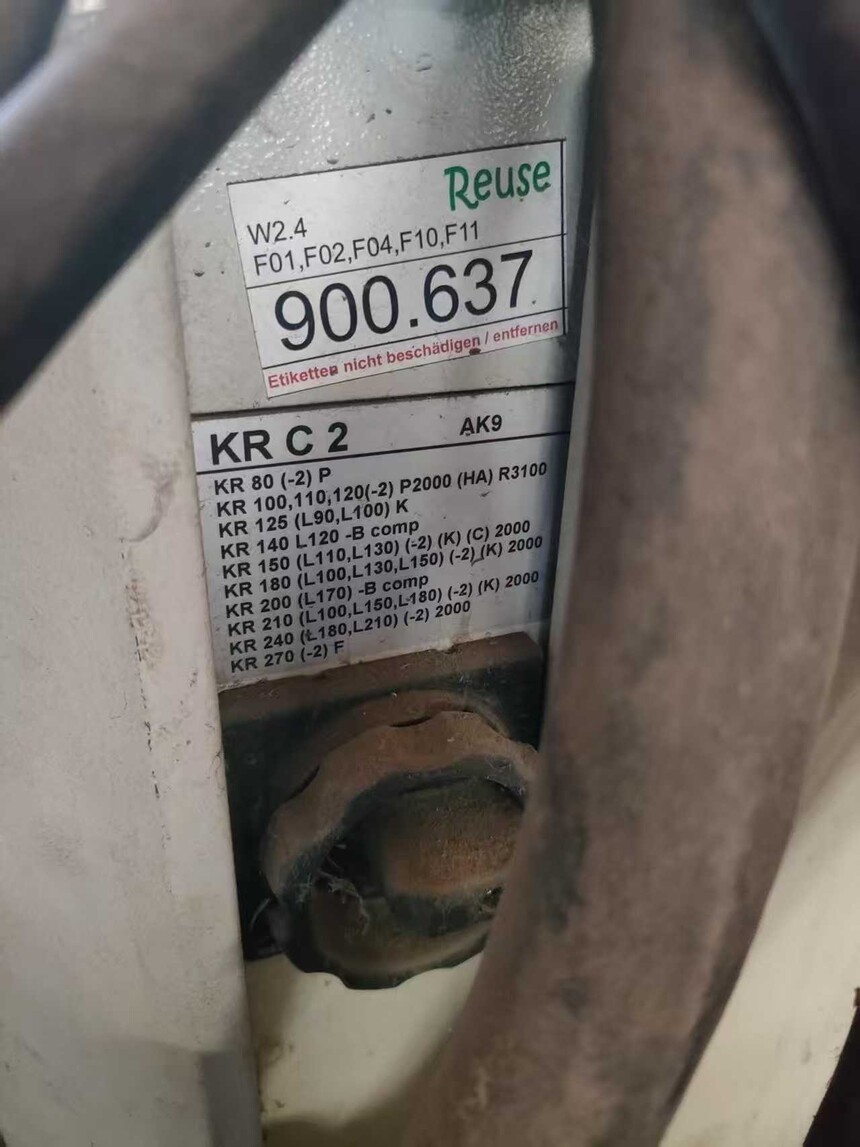 Reuse
W2.4
F01,F02,F04,F10,F11
900.637
Etiketten nicht beschädigen / entfernen
KR C 2 AK9
KR 80 (-2) P
KR 100,110,120(-2) P2000 (HA) R3100
KR 125 (L90,L100) K
KR 140 L120 -B comp
KR 150 (L110,L130) (-2) (K) (C) 2000
KR 180 (L100,L130,L150) (-2) (K) 2000
KR 200 (L170) -B comp
KR 210 (L100,L150,L180) (-2) (K) 2000
KR 240 (L180,L210) (-2) 2000
KR 270 (-2) F